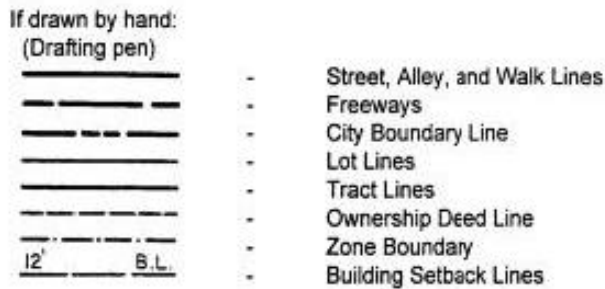 If drawn by hand:
(Drafting pen)
- Street, Alley, and Walk Lines
- Freeways
- City Boundary Line
- Lot Lines
- Tract Lines
- Ownership Deed Line
- Zone Boundary
12' B.L. - Building Setback Lines